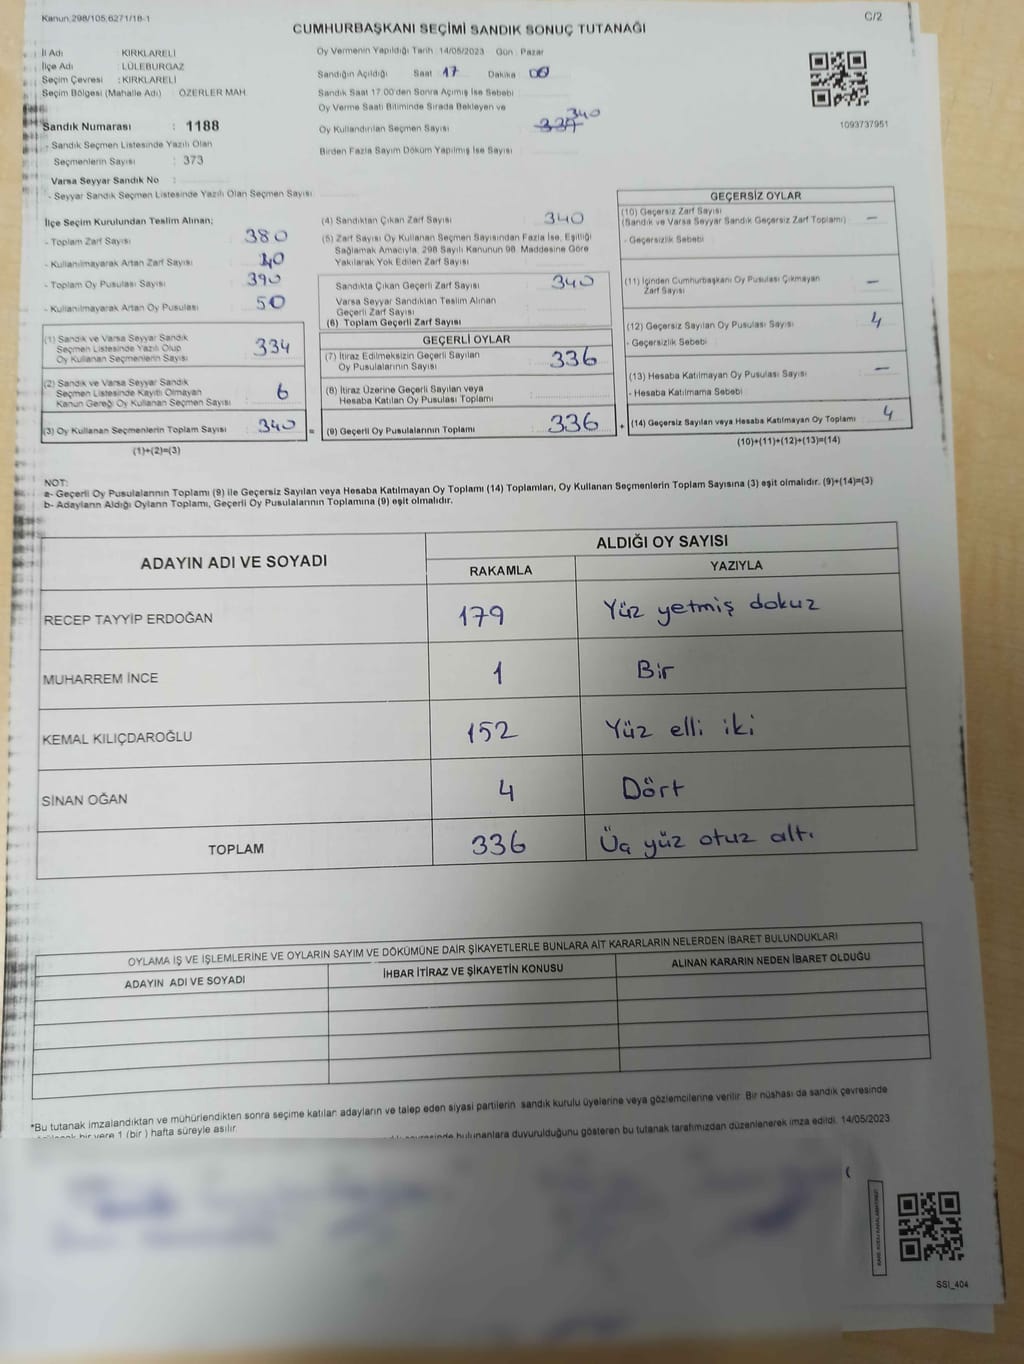 Kanun 298/105,6271/18-1
C/2
CUMHURBAŞKANI SEÇİMİ SANDIK SONUÇ TUTANAĞI
İl Adı : KIRKLARELİ
İlçe Adı : LÜLEBURGAZ
Seçim Çevresi : KIRKLARELİ
Seçim Bölgesi (Mahalle Adı) : ÖZERLER MAH.
Sandık Numarası : 1188
- Sandık Seçmen Listesinde Yazılı Olan
Seçmenlerin Sayısı : 373
Varsa Seyyar Sandık No :
- Seyyar Sandık Seçmen Listesinde Yazılı Olan Seçmen Sayısı
Oy Vermenin Yapıldığı Tarih : 14/05/2023 Gün : Pazar
Sandığın Açıldığı Saat 17 Dakika 00
Sandık Saat 17:00'den Sonra Açılmış İse Sebebi
Oy Verme Saati Bitiminde Sırada Bekleyen ve
Oy Kullandırılan Seçmen Sayısı 337 340
Birden Fazla Sayım Döküm Yapılmış İse Sayısı
1093737951
İlçe Seçim Kurulundan Teslim Alınan;
- Toplam Zarf Sayısı 380
- Kullanılmayarak Artan Zarf Sayısı 40
- Toplam Oy Pusulası Sayısı 390
- Kullanılmayarak Artan Oy Pusulası 50
(1) Sandık ve Varsa Seyyar Sandık
Seçmen Listesinde Yazılı Olup
Oy Kullanan Seçmenlerin Sayısı 334
(2) Sandık ve Varsa Seyyar Sandık
Seçmen Listesinde Kayıtlı Olmayan
Kanun Gereği Oy Kullanan Seçmen Sayısı 6
(3) Oy Kullanan Seçmenlerin Toplam Sayısı 340
(1)+(2)=(3)
(4) Sandıktan Çıkan Zarf Sayısı 340
(5) Zarf Sayısı Oy Kullanan Seçmen Sayısından Fazla İse, Eşitliği
Sağlamak Amacıyla, 298 Sayılı Kanunun 98. Maddesine Göre
Yakılarak Yok Edilen Zarf Sayısı
Sandıkta Çıkan Geçerli Zarf Sayısı 340
Varsa Seyyar Sandıktan Teslim Alınan
Geçerli Zarf Sayısı
(6) Toplam Geçerli Zarf Sayısı
GEÇERLİ OYLAR
(7) İtiraz Edilmeksizin Geçerli Sayılan
Oy Pusulalarının Sayısı 336
(8) İtiraz Üzerine Geçerli Sayılan veya
Hesaba Katılan Oy Pusulası Toplamı
= (9) Geçerli Oy Pusulalarının Toplamı 336 +
GEÇERSİZ OYLAR
(10) Geçersiz Zarf Sayısı
(Sandık ve Varsa Seyyar Sandık Geçersiz Zarf Toplamı) -
- Geçersizlik Sebebi
(11) İçinden Cumhurbaşkanı Oy Pusulası Çıkmayan
Zarf Sayısı -
(12) Geçersiz Sayılan Oy Pusulası Sayısı 4
- Geçersizlik Sebebi
(13) Hesaba Katılmayan Oy Pusulası Sayısı -
- Hesaba Katılmama Sebebi
(14) Geçersiz Sayılan veya Hesaba Katılmayan Oy Toplamı 4
(10)+(11)+(12)+(13)=(14)
NOT:
a- Geçerli Oy Pusulalarının Toplamı (9) ile Geçersiz Sayılan veya Hesaba Katılmayan Oy Toplamı (14) Toplamları, Oy Kullanan Seçmenlerin Toplam Sayısına (3) eşit olmalıdır. (9)+(14)=(3)
b- Adayların Aldığı Oyların Toplamı, Geçerli Oy Pusulalarının Toplamına (9) eşit olmalıdır.
ADAYIN ADI VE SOYADI ALDIĞI OY SAYISI
RAKAMLA YAZIYLA
RECEP TAYYİP ERDOĞAN 179 Yüz yetmiş dokuz
MUHARREM İNCE 1 Bir
KEMAL KILIÇDAROĞLU 152 Yüz elli iki
SİNAN OĞAN 4 Dört
TOPLAM 336 Üç yüz otuz altı
OYLAMA İŞ VE İŞLEMLERİNE VE OYLARIN SAYIM VE DÖKÜMÜNE DAİR ŞİKAYETLERLE BUNLARA AİT KARARLARIN NELERDEN İBARET BULUNDUKLARI
ADAYIN ADI VE SOYADI İHBAR İTİRAZ VE ŞİKAYETİN KONUSU ALINAN KARARIN NEDEN İBARET OLDUĞU
*Bu tutanak imzalandıktan ve mühürlendikten sonra seçime katılan adayların ve talep eden siyasi partilerin sandık kurulu üyelerine veya gözlemcilerine verilir. Bir nüshası da sandık çevresinde
bir yere 1 (bir ) hafta süreyle asılır.
bulunanlara duyurulduğunu gösteren bu tutanak tarafımızdan düzenlenerek imza edildi. 14/05/2023
SSI_404